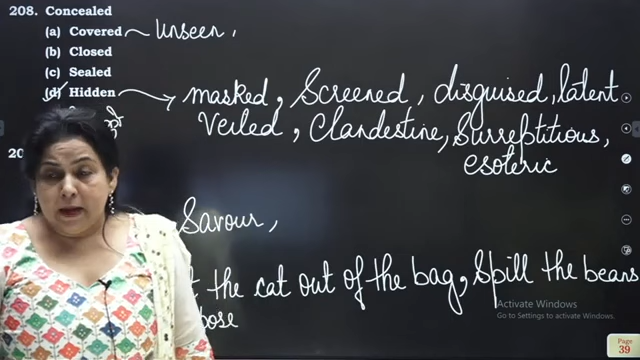 208. Concealed
(a) Covered unseen,
(b) Closed
(c) Sealed
(d) Hidden masked, Screened, disguised, latent
Veiled, Clandestine, Surreptitious,
esoteric
20
Savour,
the cat out of the bag, Spill the beans
Activate Windows
Go to Settings to activate Windows.
Page
39